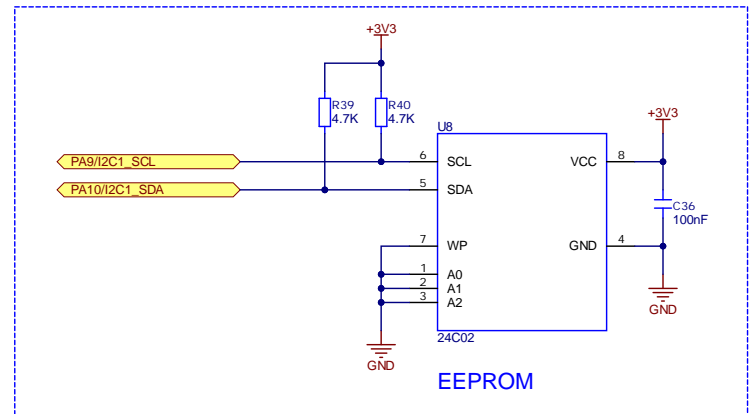 +3V3
R39
4.7K
R40
4.7K
+3V3
U8
PA9/I2C1_SCL
6
SCL
VCC
8
PA10/I2C1_SDA
5
SDA
C36
100nF
7
WP
GND
4
1
A0
2
A1
3
A2
GND
GND
24C02
EEPROM